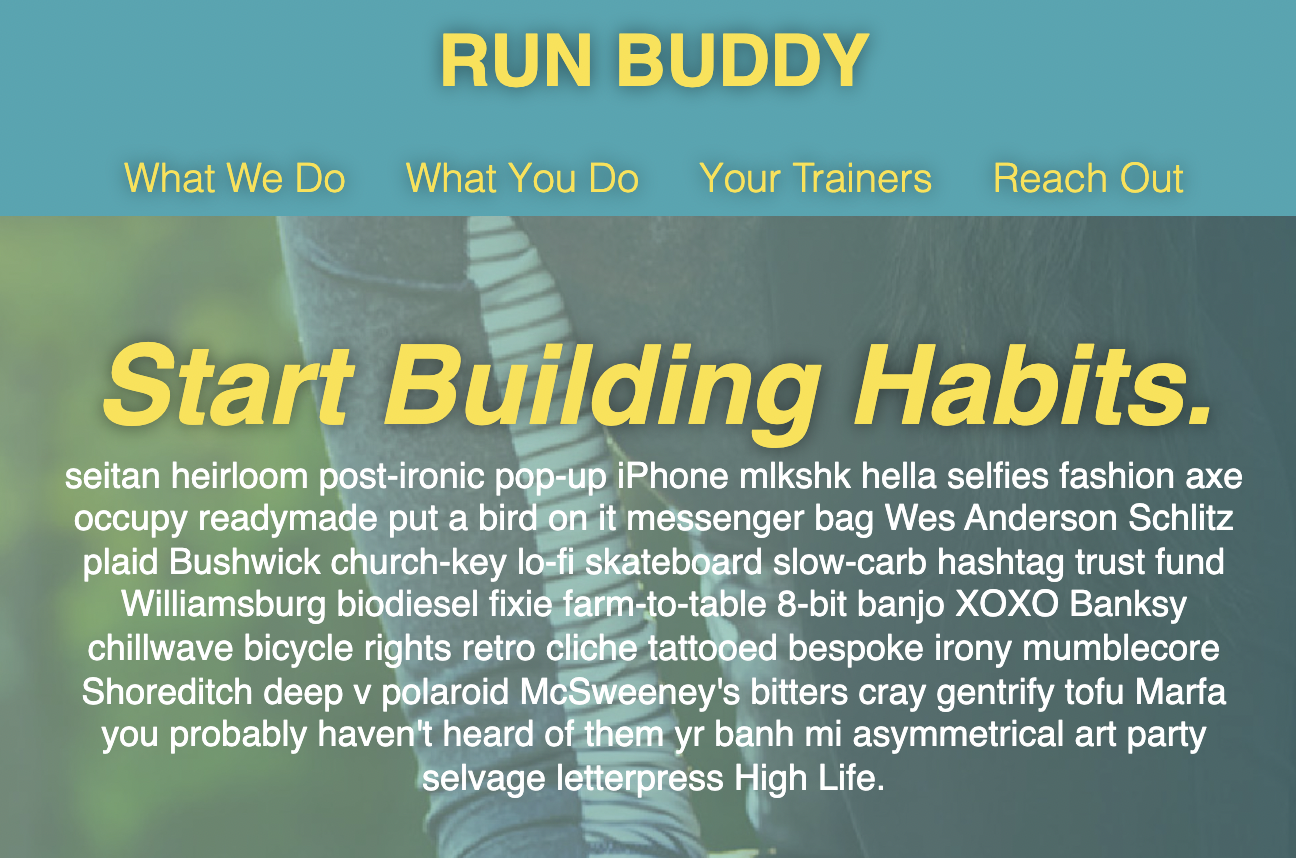 RUN BUDDY
What We Do What You Do Your Trainers Reach Out
Start Building Habits.
seitan heirloom post-ironic pop-up iPhone mlkshk hella selfies fashion axe
occupy readymade put a bird on it messenger bag Wes Anderson Schlitz
plaid Bushwick church-key lo-fi skateboard slow-carb hashtag trust fund
Williamsburg biodiesel fixie farm-to-table 8-bit banjo XOXO Banksy
chillwave bicycle rights retro cliche tattooed bespoke irony mumblecore
Shoreditch deep v polaroid McSweeney's bitters cray gentrify tofu Marfa
you probably haven't heard of them yr banh mi asymmetrical art party
selvage letterpress High Life.